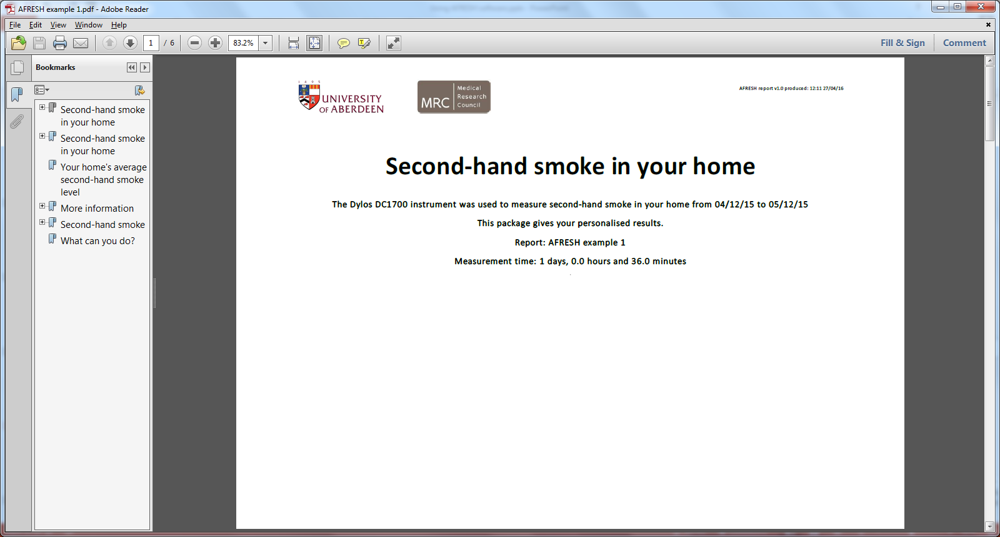 AFRESH example 1.pdf - Adobe Reader
File Edit View Window Help
1 / 6 83.2% Fill & Sign Comment
Bookmarks
Second-hand smoke
in your home
Second-hand smoke
in your home
Your home's average
second-hand smoke
level
More information
Second-hand smoke
What can you do?
1 4 9 5
UNIVERSITY
OF ABERDEEN
MRC
Medical
Research
Council
AFRESH report v1.0 produced: 12:11 27/04/16
Second-hand smoke in your home
The Dylos DC1700 instrument was used to measure second-hand smoke in your home from 04/12/15 to 05/12/15
This package gives your personalised results.
Report: AFRESH example 1
Measurement time: 1 days, 0.0 hours and 36.0 minutes